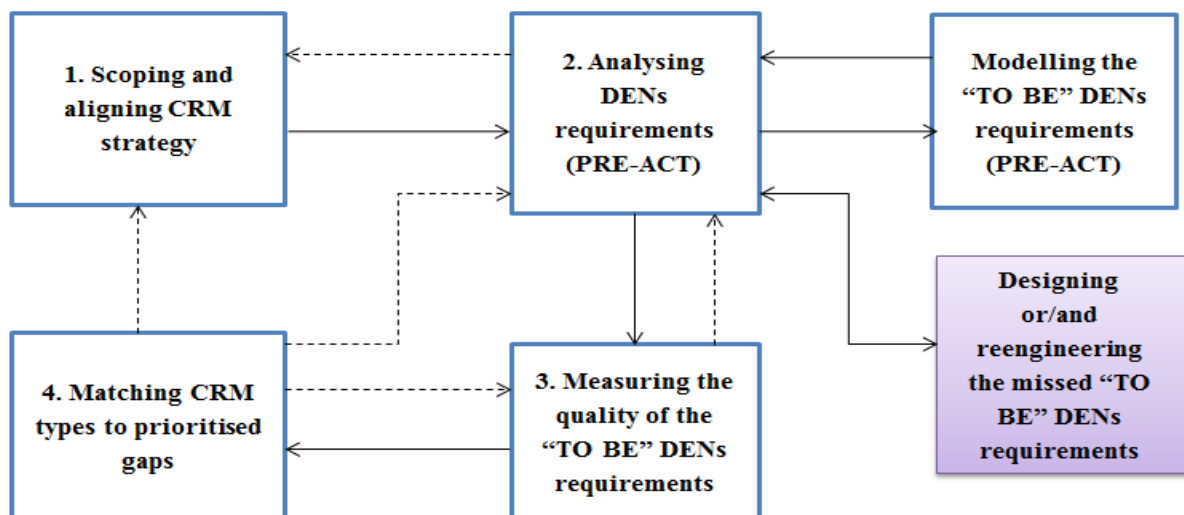 1. Scoping and
aligning CRM
strategy
2. Analysing
DENs
requirements
(PRE-ACT)
Modelling the
“TO BE” DENs
requirements
(PRE-ACT)
4. Matching CRM
types to prioritised
gaps
3. Measuring the
quality of the
“TO BE” DENs
requirements
Designing
or/and
reengineering
the missed “TO
BE” DENs
requirements